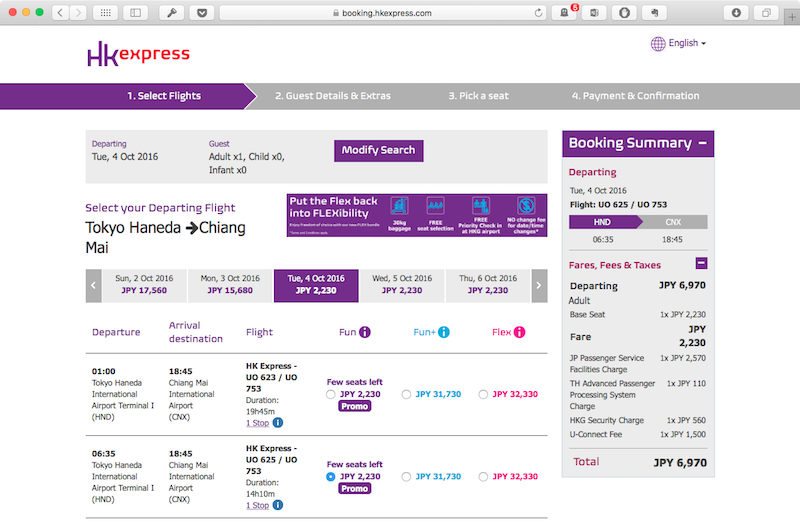 booking.hkexpress.com
5
HK express
English
1. Select Flights
2. Guest Details & Extras
3. Pick a seat
4. Payment & Confirmation
Departing
Tue, 4 Oct 2016
Guest
Adult x1, Child x0,
Infant x0
Modify Search
Select your Departing Flight
Tokyo Haneda → Chiang
Mai
Put the Flex back
into FLEXibility
Enjoy freedom of choice with our new FLEX bundle
*Terms and Conditions apply
30kg
baggage
FREE
seat selection
FREE
Priority Check in
at HKG airport
NO change fee
for date/time
changes*
Sun, 2 Oct 2016
JPY 17,560
Mon, 3 Oct 2016
JPY 15,680
Tue, 4 Oct 2016
JPY 2,230
Wed, 5 Oct 2016
JPY 2,230
Thu, 6 Oct 2016
JPY 2,230
Departure
Arrival
destination
Flight
Fun
Fun+
Flex
01:00
Tokyo Haneda
International
Airport Terminal I
(HND)
18:45
Chiang Mai
International
Airport
(CNX)
HK Express -
UO 623 / UO
753
Duration:
19h45m
1 Stop
Few seats left
JPY 2,230
Promo
JPY 31,730
JPY 32,330
06:35
Tokyo Haneda
International
Airport Terminal I
(HND)
18:45
Chiang Mai
International
Airport
(CNX)
HK Express -
UO 625 / UO
753
Duration:
14h10m
1 Stop
Few seats left
JPY 2,230
Promo
JPY 31,730
JPY 32,330
Booking Summary
Departing
Tue, 4 Oct 2016
Flight: UO 625 / UO 753
HND
CNX
06:35
18:45
Fares, Fees & Taxes
Departing JPY 6,970
Adult
Base Seat 1x JPY 2,230
Fare JPY
2,230
JP Passenger Service 1x JPY 2,570
Facilities Charge
TH Advanced Passenger 1x JPY 110
Processing System
Charge
HKG Security Charge 1x JPY 560
U-Connect Fee 1x JPY 1,500
Total JPY 6,970